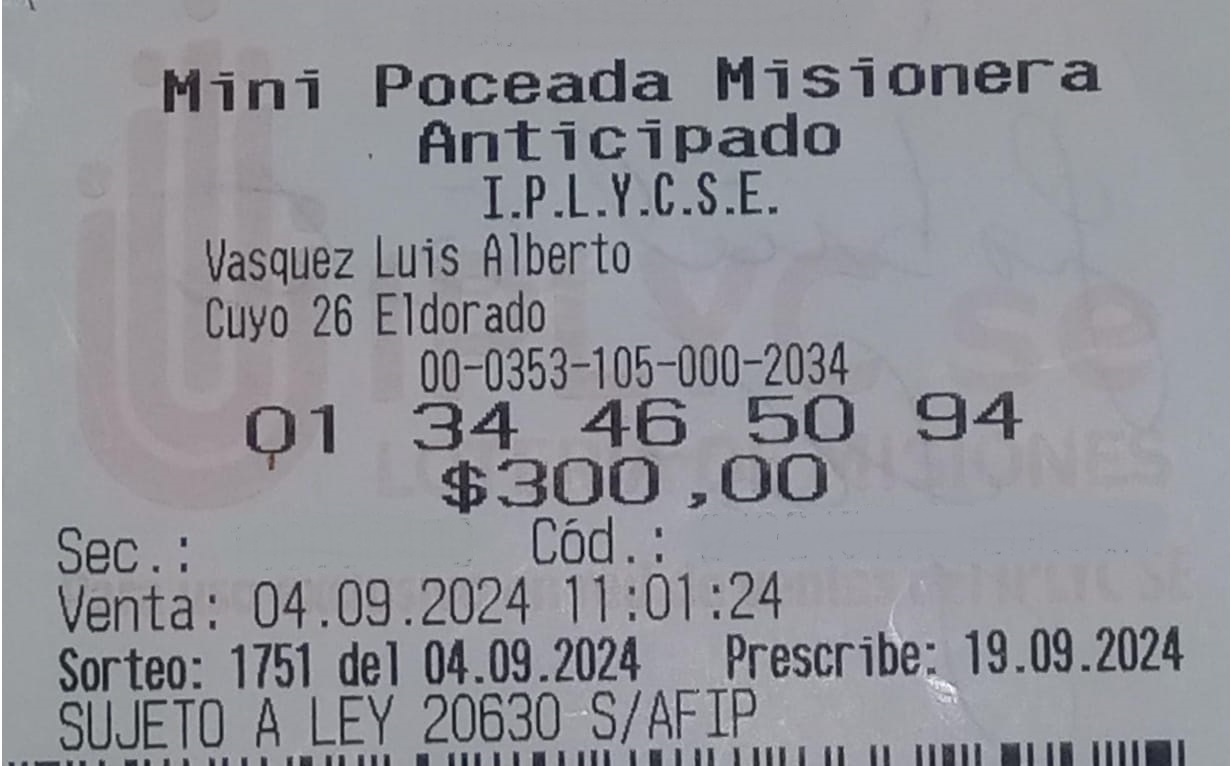 Mini Poceada Misionera
Anticipado
I.P.L.Y.C.S.E.
Vasquez Luis Alberto
Cuyo 26 Eldorado
00-0353-105-000-2034
01 34 46 50 94
$300,00
Sec.: Cód.:
Venta: 04.09.2024 11:01:24
Sorteo: 1751 del 04.09.2024 Prescribe: 19.09.2024
SUJETO A LEY 20630 S/AFIP